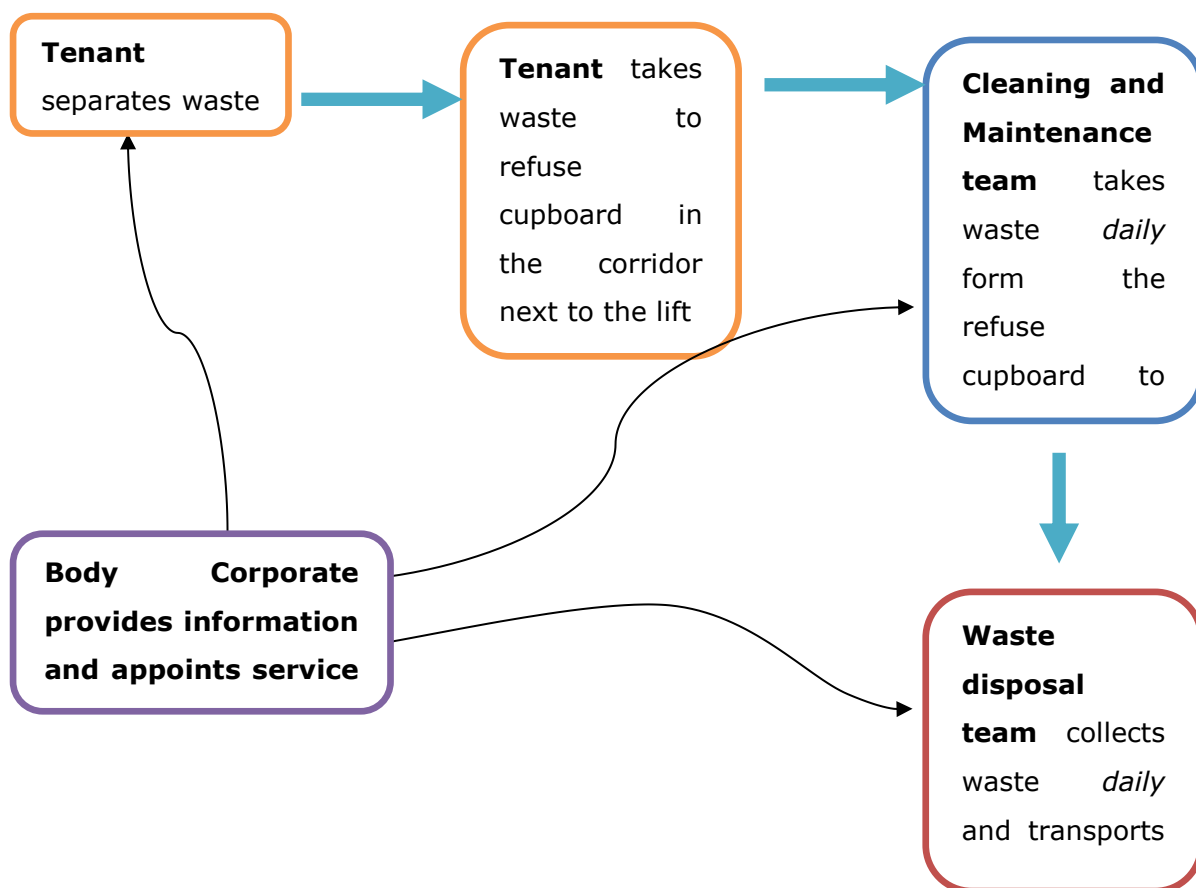 Tenant
separates waste
Tenant takes
waste to
refuse
cupboard in
the corridor
next to the lift
Cleaning and
Maintenance
team takes
waste daily
form the
refuse
cupboard to
Body Corporate
provides information
and appoints service
Waste
disposal
team collects
waste daily
and transports